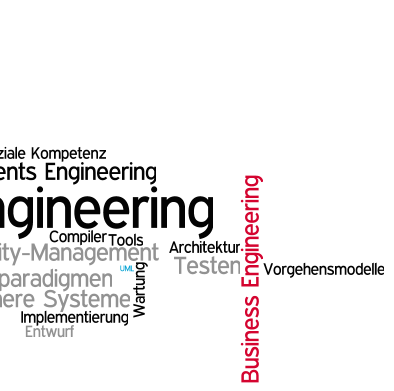 ziale Kompetenz
ents Engineering
ngineering
Compiler
Tools
Architektur
ity-Management
Testen
Vorgehensmodelle
UML
paradigmen
nere Systeme
Wartung
Implementierung
Entwurf
Business Engineering